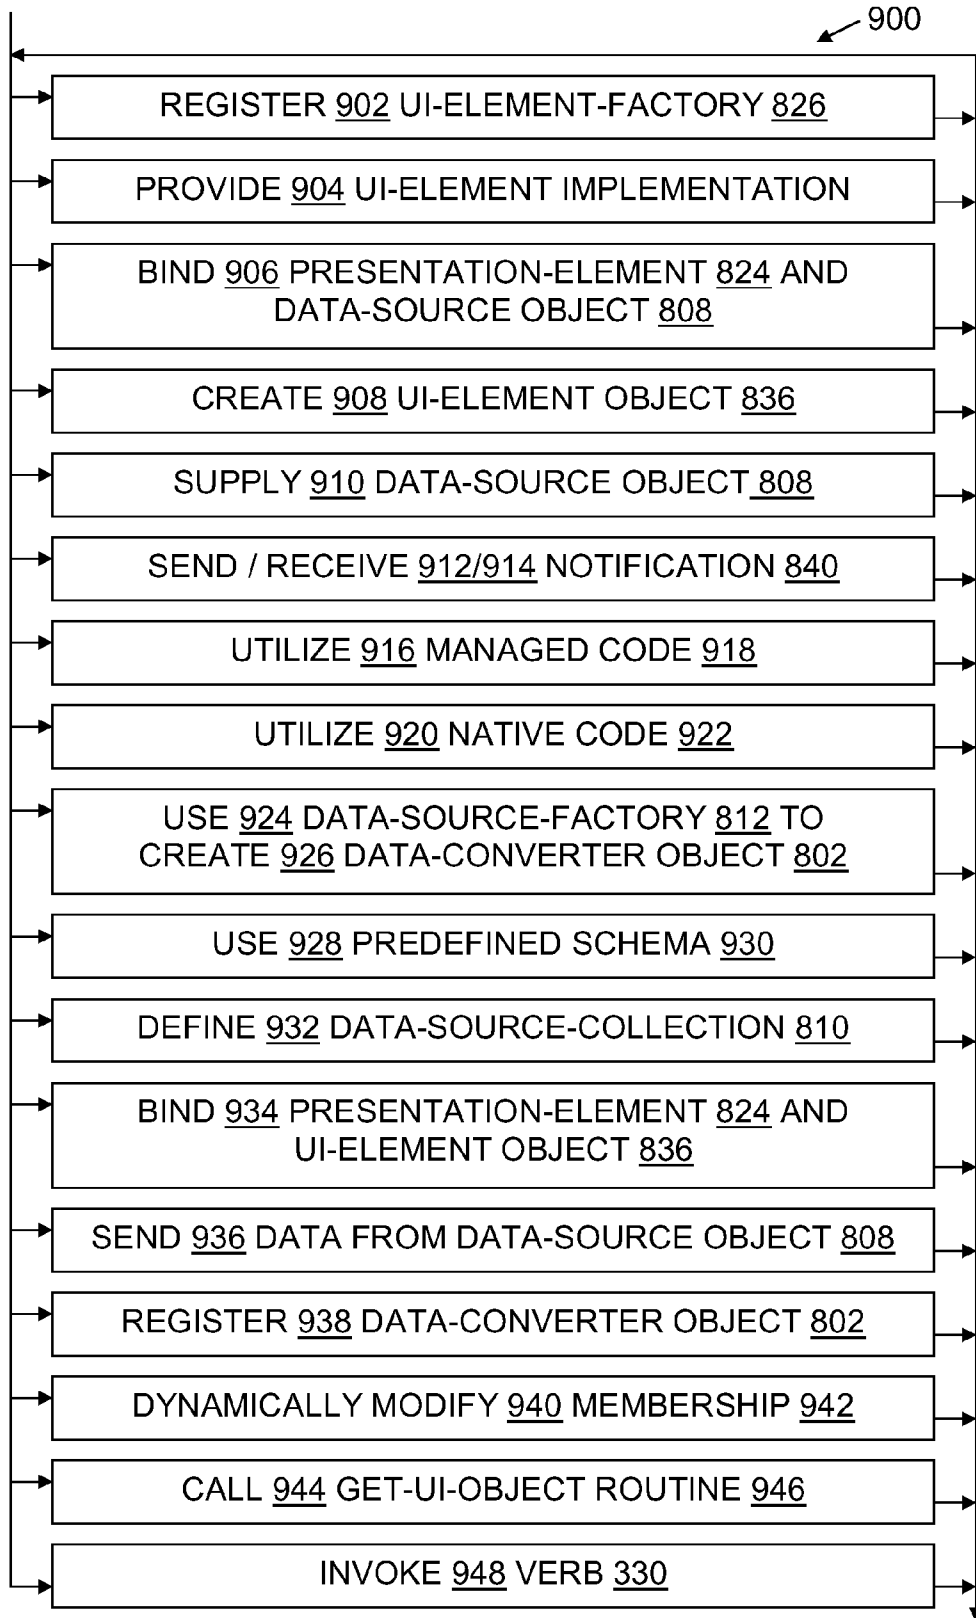 900
REGISTER 902 UI-ELEMENT-FACTORY 826
PROVIDE 904 UI-ELEMENT IMPLEMENTATION
BIND 906 PRESENTATION-ELEMENT 824 AND
DATA-SOURCE OBJECT 808
CREATE 908 UI-ELEMENT OBJECT 836
SUPPLY 910 DATA-SOURCE OBJECT 808
SEND / RECEIVE 912/914 NOTIFICATION 840
UTILIZE 916 MANAGED CODE 918
UTILIZE 920 NATIVE CODE 922
USE 924 DATA-SOURCE-FACTORY 812 TO
CREATE 926 DATA-CONVERTER OBJECT 802
USE 928 PREDEFINED SCHEMA 930
DEFINE 932 DATA-SOURCE-COLLECTION 810
BIND 934 PRESENTATION-ELEMENT 824 AND
UI-ELEMENT OBJECT 836
SEND 936 DATA FROM DATA-SOURCE OBJECT 808
REGISTER 938 DATA-CONVERTER OBJECT 802
DYNAMICALLY MODIFY 940 MEMBERSHIP 942
CALL 944 GET-UI-OBJECT ROUTINE 946
INVOKE 948 VERB 330